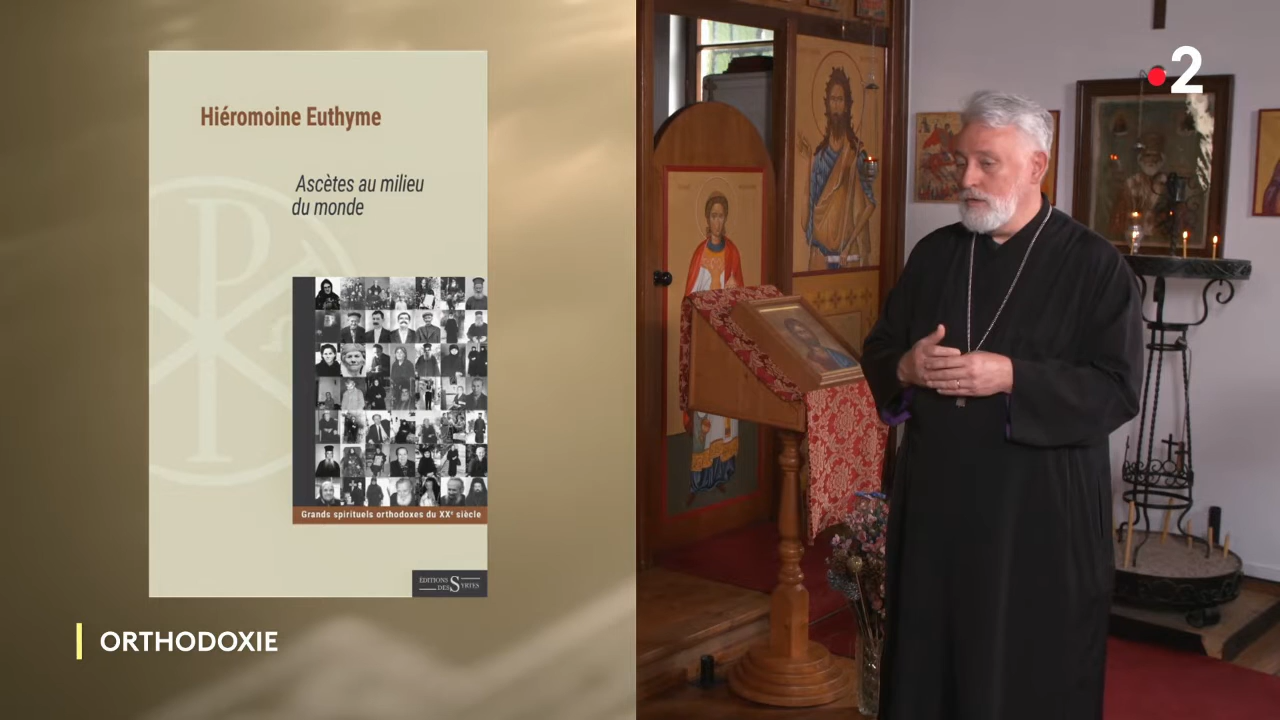 Hiéromoine Euthyme
Ascètes au milieu
du monde
Grands spirituels orthodoxes du XXᵉ siècle
ÉDITIONS
DES SYRTES
ORTHODOXIE
2